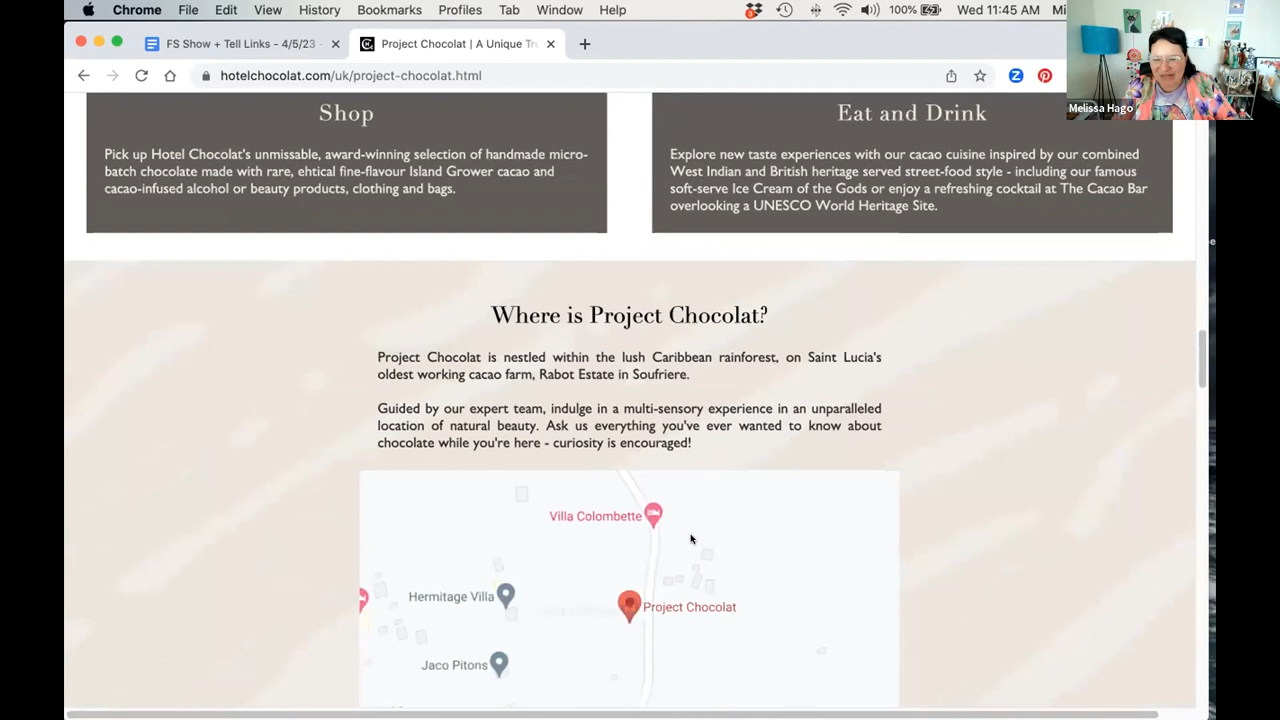 Chrome File Edit View History Bookmarks Profiles Tab Window Help 100% Wed 11:45 AM Mi
FS Show + Tell Links - 4/5/23 Project Chocolat | A Unique Tre
hotelchocolat.com/uk/project-chocolat.html
Melissa Hago
Shop
Pick up Hotel Chocolat's unmissable, award-winning selection of handmade micro-
batch chocolate made with rare, ehtical fine-flavour Island Grower cacao and
cacao-infused alcohol or beauty products, clothing and bags.
Eat and Drink
Explore new taste experiences with our cacao cuisine inspired by our combined
West Indian and British heritage served street-food style - including our famous
soft-serve Ice Cream of the Gods or enjoy a refreshing cocktail at The Cacao Bar
overlooking a UNESCO World Heritage Site.
Where is Project Chocolat?
Project Chocolat is nestled within the lush Caribbean rainforest, on Saint Lucia's
oldest working cacao farm, Rabot Estate in Soufriere.
Guided by our expert team, indulge in a multi-sensory experience in an unparalleled
location of natural beauty. Ask us everything you've ever wanted to know about
chocolate while you're here - curiosity is encouraged!
Villa Colombette
Hermitage Villa
Project Chocolat
Jaco Pitons